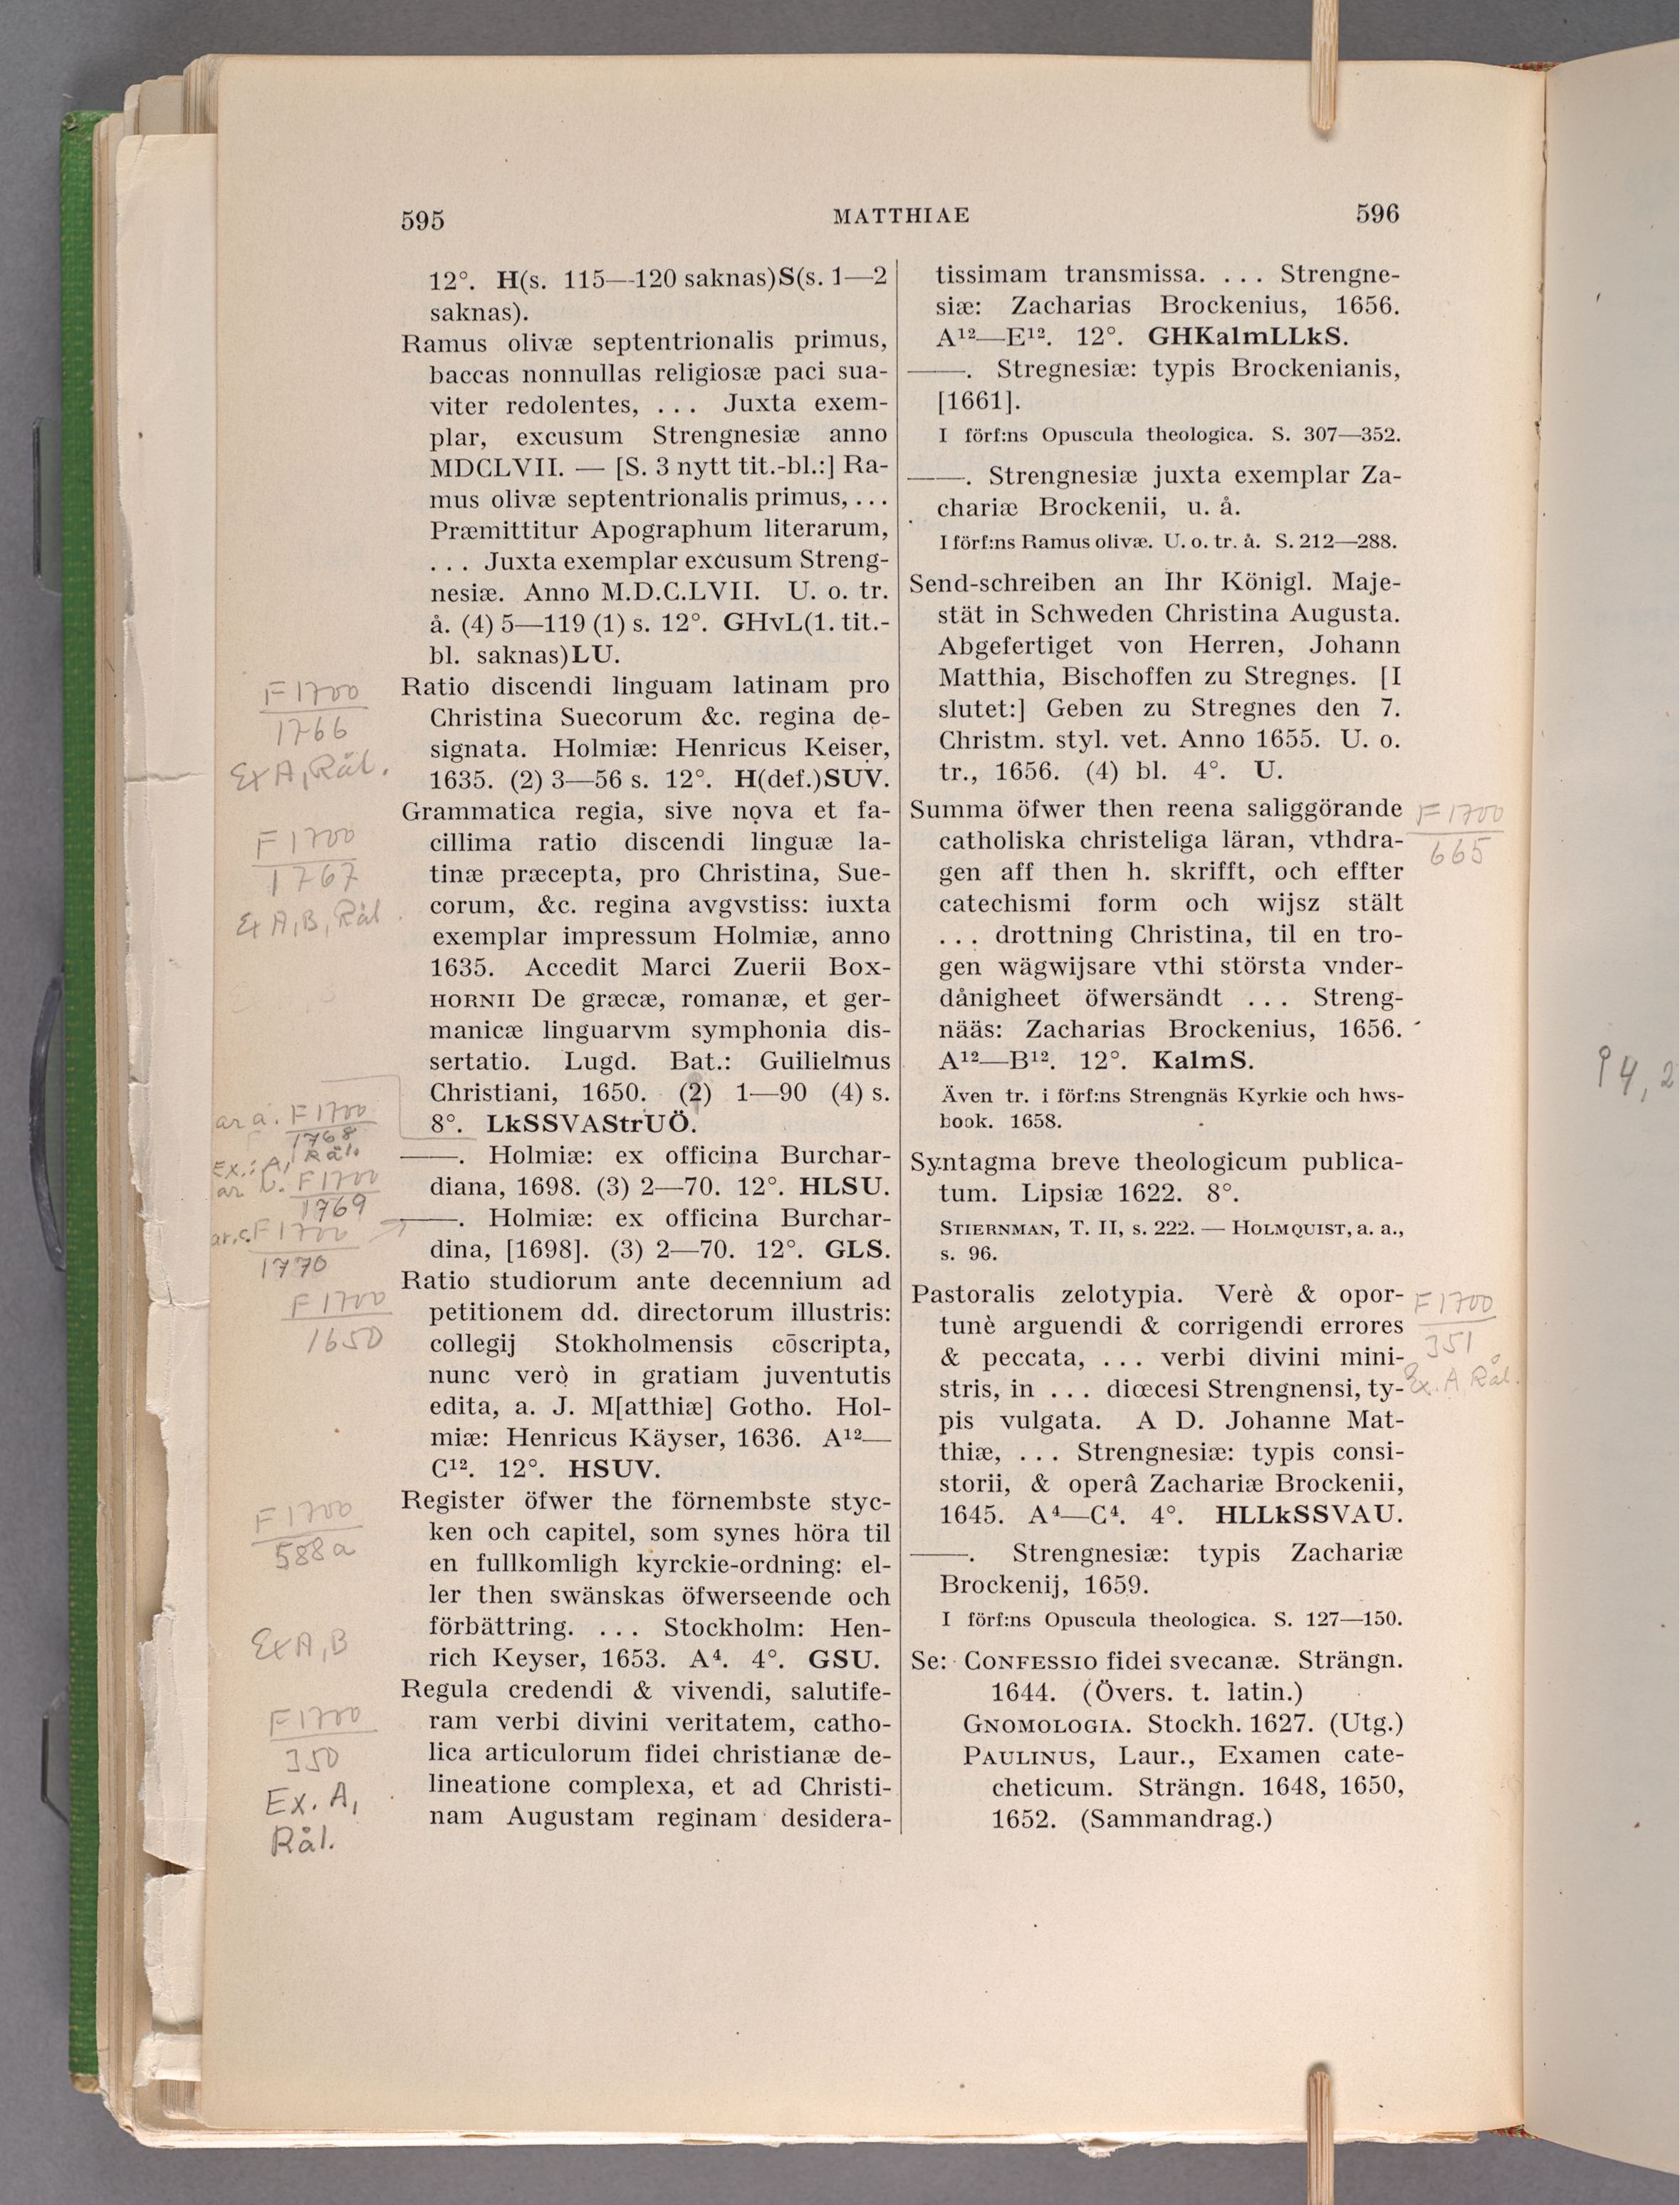 595
MATTHIAE
596
12°. H(s. 115—120 saknas)S(s. 1—2
saknas).
Ramus olivæ septentrionalis primus,
baccas nonnullas religiosæ paci sua-
viter redolentes, ... Juxta exem-
plar, excusum Strengnesiæ anno
MDCLVII. — [S. 3 nytt tit.-bl.:] Ra-
mus olivæ septentrionalis primus, ...
Præmittitur Apographum literarum,
... Juxta exemplar excusum Streng-
nesiæ. Anno M.D.C.LVII. U. o. tr.
å. (4) 5—119 (1) s. 12°. GHvL(1. tit.-
bl. saknas)LU.
Ratio discendi linguam latinam pro
Christina Suecorum &c. regina de-
signata. Holmiæ: Henricus Keiser,
1635. (2) 3—56 s. 12°. H(def.)SUV.
Grammatica regia, sive nova et fa-
cillima ratio discendi linguæ la-
tinæ præcepta, pro Christina, Sue-
corum, &c. regina avgvstiss: iuxta
exemplar impressum Holmiæ, anno
1635. Accedit Marci Zuerii Box-
HORNII De græcæ, romanæ, et ger-
manicæ linguarvm symphonia dis-
sertatio. Lugd. Bat.: Guilielmus
Christiani, 1650. (2) 1—90 (4) s.
8°. LkSSVAStrUÖ.
——. Holmiæ: ex officina Burchar-
diana, 1698. (3) 2—70. 12°. HLSU.
——. Holmiæ: ex officina Burchar-
dina, [1698]. (3) 2—70. 12°. GLS.
Ratio studiorum ante decennium ad
petitionem dd. directorum illustris:
collegij Stokholmensis cōscripta,
nunc verò in gratiam juventutis
edita, a. J. M[atthiæ] Gotho. Hol-
miæ: Henricus Käyser, 1636. A¹²—
C¹². 12°. HSUV.
Register öfwer the förnembste styc-
ken och capitel, som synes höra til
en fullkomligh kyrckie-ordning: el-
ler then swänskas öfwerseende och
förbättring. ... Stockholm: Hen-
rich Keyser, 1653. A⁴. 4°. GSU.
Regula credendi & vivendi, salutife-
ram verbi divini veritatem, catho-
lica articulorum fidei christianæ de-
lineatione complexa, et ad Christi-
nam Augustam reginam desidera-
tissimam transmissa. ... Strengne-
siæ: Zacharias Brockenius, 1656.
A¹²—E¹². 12°. GHKalmLLkS.
——. Stregnesiæ: typis Brockenianis,
[1661].
I förf:ns Opuscula theologica. S. 307—352.
——. Strengnesiæ juxta exemplar Za-
chariæ Brockenii, u. å.
I förf:ns Ramus olivæ. U. o. tr. å. S. 212—288.
Send-schreiben an Ihr Königl. Maje-
stät in Schweden Christina Augusta.
Abgefertiget von Herren, Johann
Matthia, Bischoffen zu Stregnes. [I
slutet:] Geben zu Stregnes den 7.
Christm. styl. vet. Anno 1655. U. o.
tr., 1656. (4) bl. 4°. U.
Summa öfwer then reena saliggörande
catholiska christeliga läran, vthdra-
gen aff then h. skrifft, och effter
catechismi form och wijsz stält
... drottning Christina, til en tro-
gen wägwijsare vthi största vnder-
dånigheet öfwersändt ... Streng-
nääs: Zacharias Brockenius, 1656.
A¹²—B¹². 12°. KalmS.
Även tr. i förf:ns Strengnäs Kyrkie och hws-
book. 1658.
Syntagma breve theologicum publica-
tum. Lipsiæ 1622. 8°.
STIERNMAN, T. II, s. 222. — HOLMQUIST, a. a.,
s. 96.
Pastoralis zelotypia. Verè & opor-
tunè arguendi & corrigendi errores
& peccata, ... verbi divini mini-
stris, in ... diœcesi Strengnensi, ty-
pis vulgata. A D. Johanne Mat-
thiæ, ... Strengnesiæ: typis consi-
storii, & operâ Zachariæ Brockenii,
1645. A⁴—C⁴. 4°. HLLkSSVAU.
——. Strengnesiæ: typis Zachariæ
Brockenij, 1659.
I förf:ns Opuscula theologica. S. 127—150.
Se: CONFESSIO fidei svecanæ. Strängn.
1644. (Övers. t. latin.)
GNOMOLOGIA. Stockh. 1627. (Utg.)
PAULINUS, Laur., Examen cate-
cheticum. Strängn. 1648, 1650,
1652. (Sammandrag.)
F1700
1766
Ex A, Rål.
F1700
1767
Ex A, B, Rål.
ar a. F1700
1768
Ex.: A, Rål.
ar b. F1700
1769
ar. c. F1700
1770
F1700
1650
F1700
588a
Ex A, B
F1700
350
Ex. A,
Rål.
F1700
665
F1700
351
Ex. A Rål.